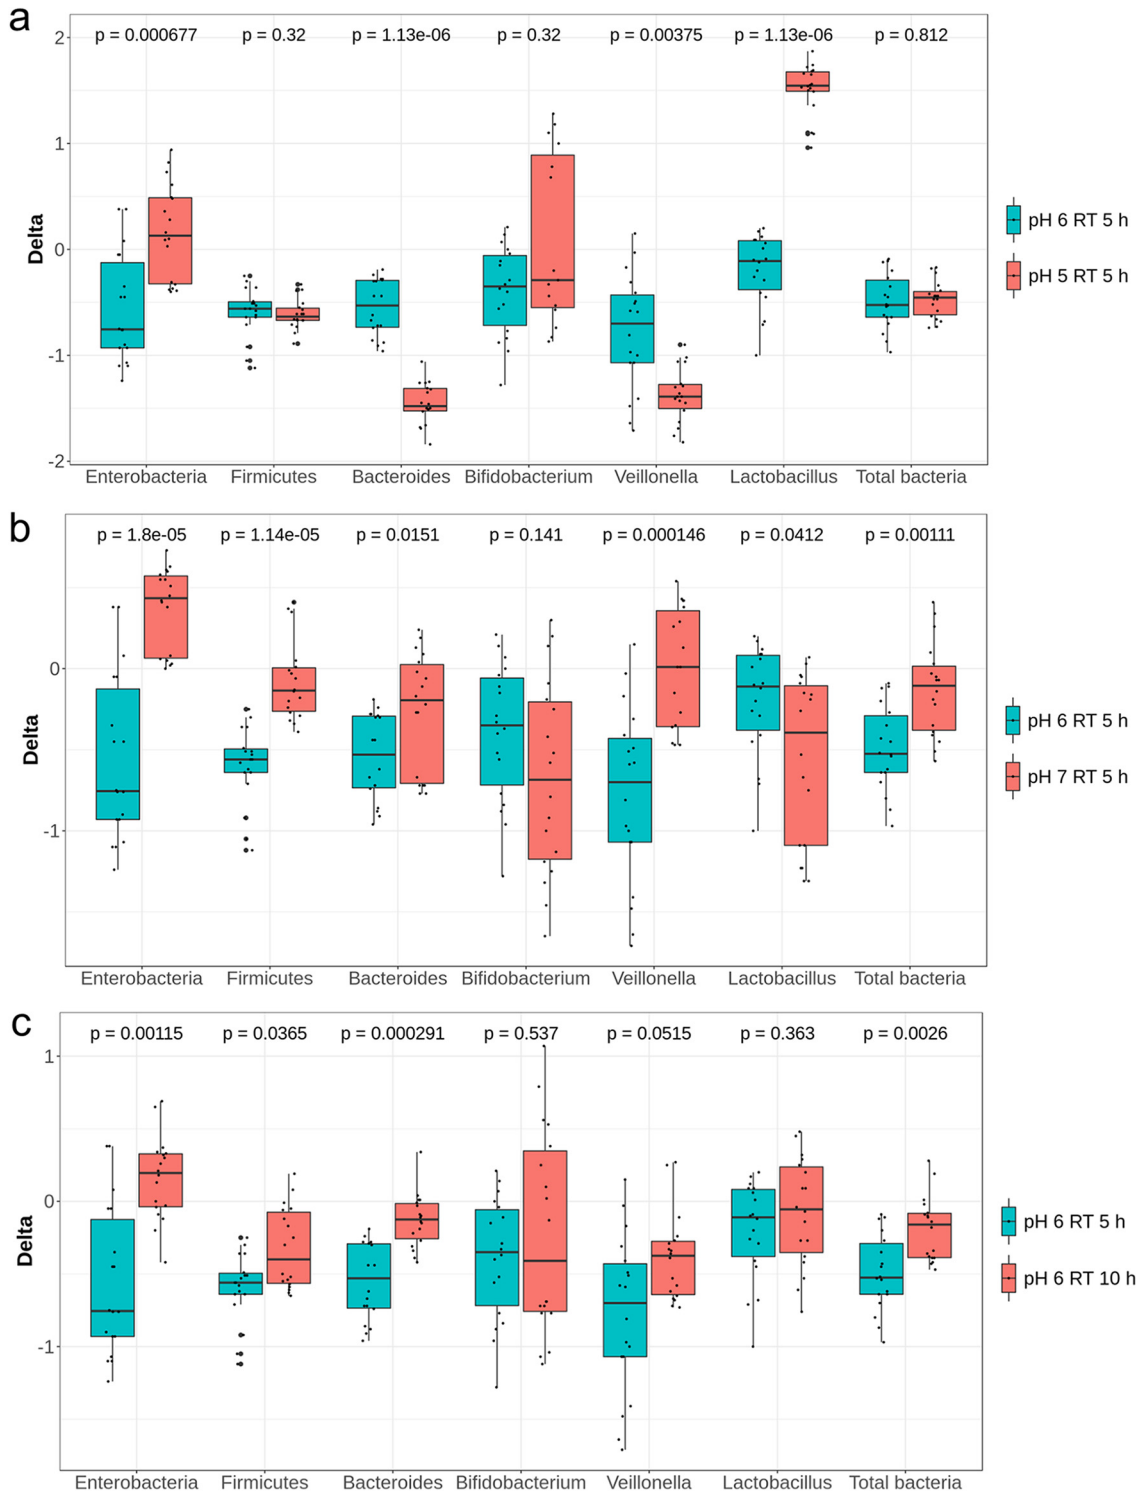 a
p = 0.000677 p = 0.32 p = 1.13e-06 p = 0.32 p = 0.00375 p = 1.13e-06 p = 0.812
2
1
0
-1
-2
Delta
Enterobacteria Firmicutes Bacteroides Bifidobacterium Veillonella Lactobacillus Total bacteria
pH 6 RT 5 h
pH 5 RT 5 h
b
p = 1.8e-05 p = 1.14e-05 p = 0.0151 p = 0.141 p = 0.000146 p = 0.0412 p = 0.00111
0
-1
Delta
Enterobacteria Firmicutes Bacteroides Bifidobacterium Veillonella Lactobacillus Total bacteria
pH 6 RT 5 h
pH 7 RT 5 h
c
p = 0.00115 p = 0.0365 p = 0.000291 p = 0.537 p = 0.0515 p = 0.363 p = 0.0026
1
0
-1
Delta
Enterobacteria Firmicutes Bacteroides Bifidobacterium Veillonella Lactobacillus Total bacteria
pH 6 RT 5 h
pH 6 RT 10 h